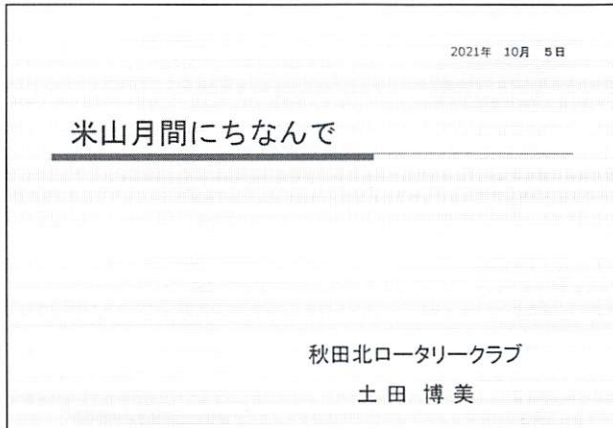 2021年 10月 5日
米山月間にちなんで
秋田北ロータリークラブ
土 田 博 美